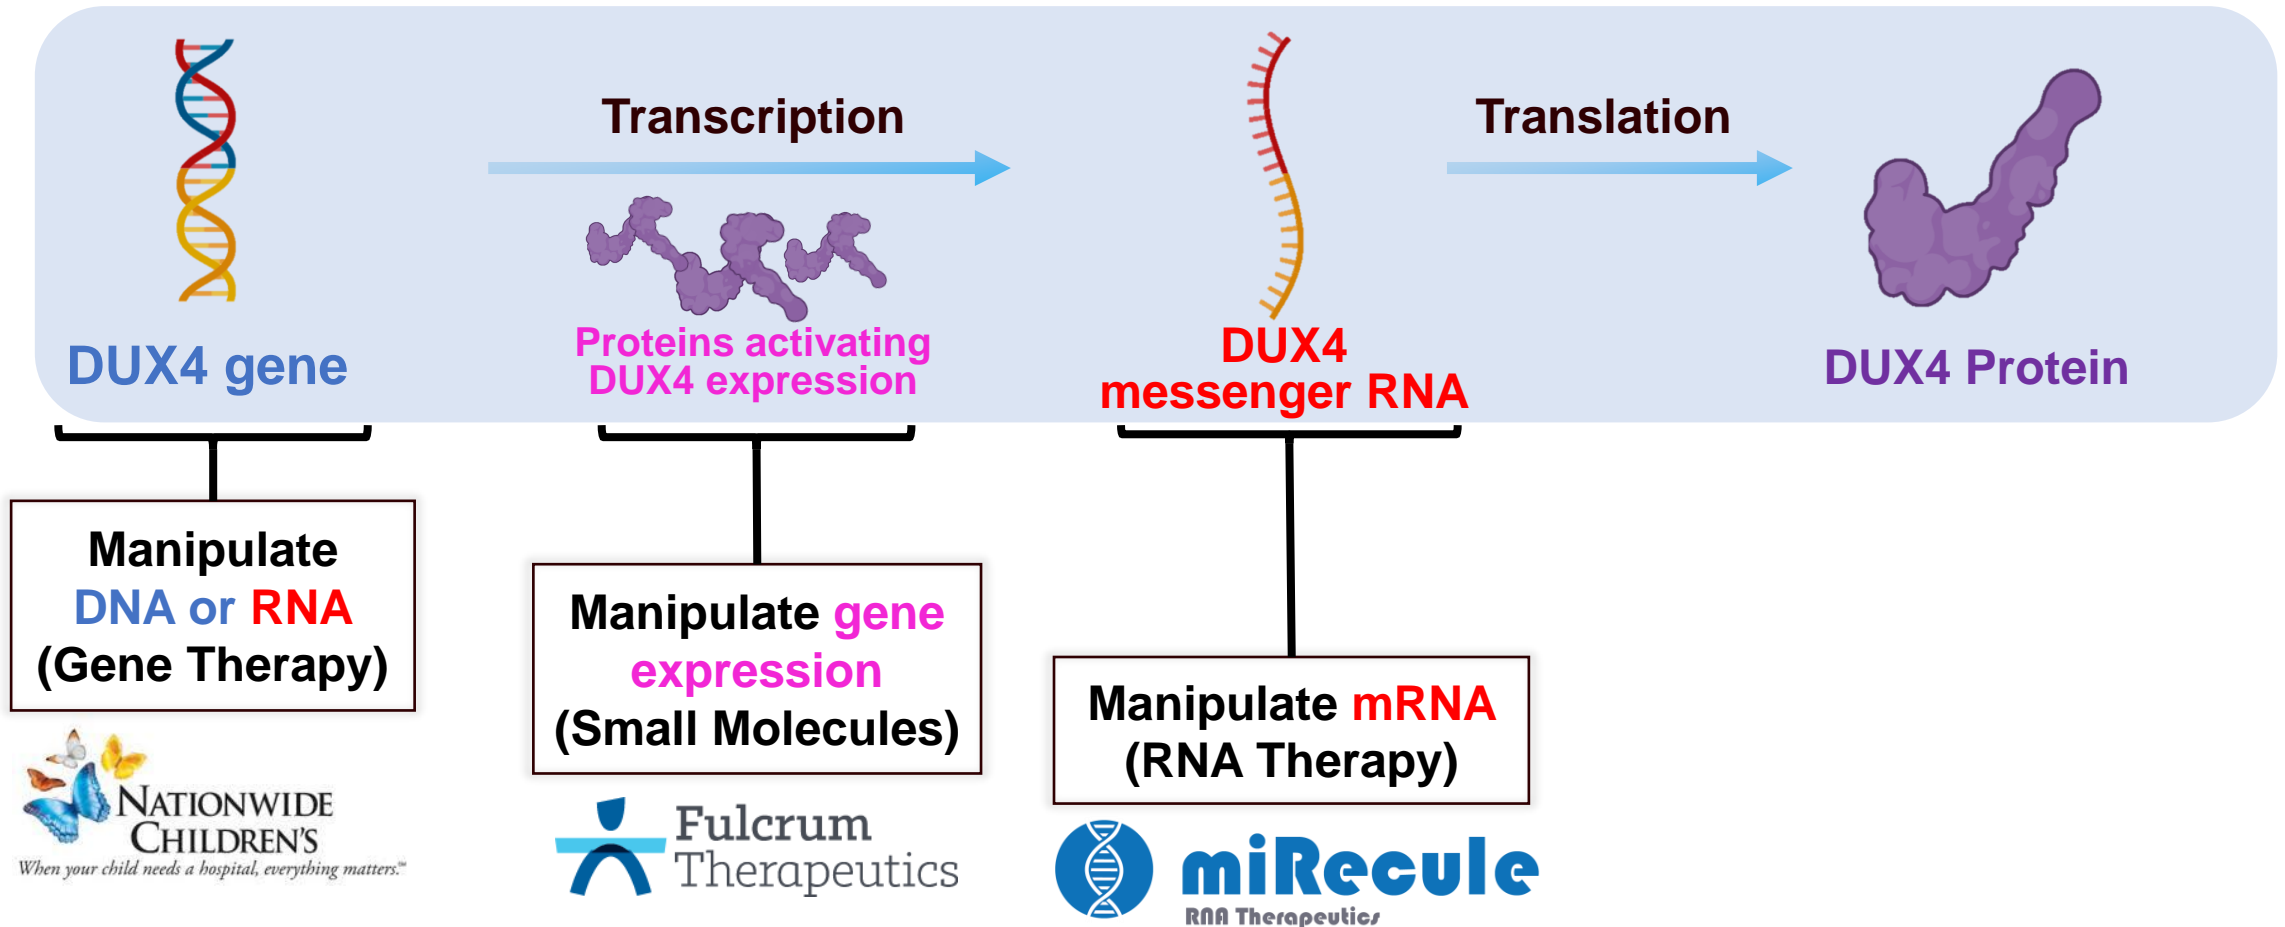 Transcription
Translation
DUX4 gene
Proteins activating
DUX4 expression
DUX4
messenger RNA
DUX4 Protein
Manipulate
DNA or RNA
(Gene Therapy)
Manipulate gene
expression
(Small Molecules)
Manipulate mRNA
(RNA Therapy)
NATIONWIDE
CHILDREN'S
When your child needs a hospital, everything matters.℠
Fulcrum
Therapeutics
miRecule
RNA Therapeutics